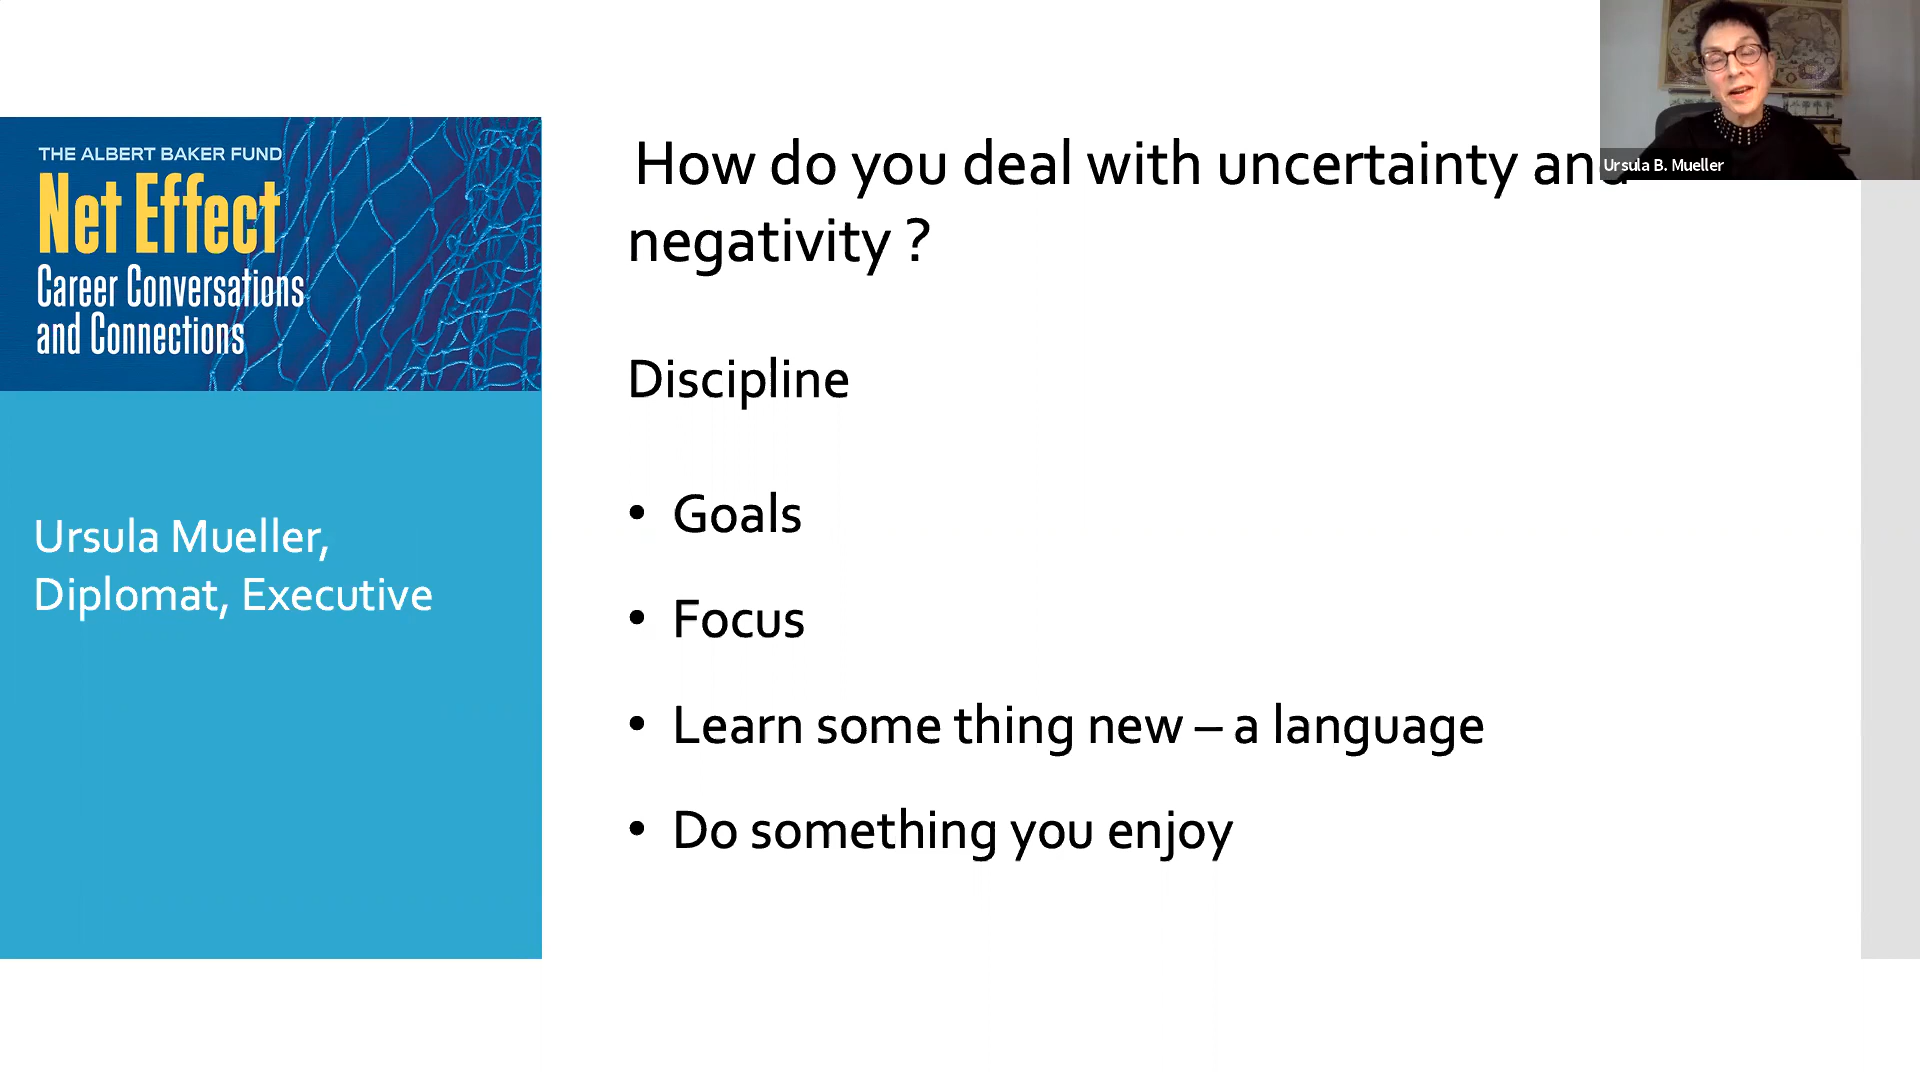 THE ALBERT BAKER FUND
Net Effect
Career Conversations
and Connections
Ursula Mueller,
Diplomat, Executive
How do you deal with uncertainty and
negativity ?
Discipline
• Goals
• Focus
• Learn some thing new – a language
• Do something you enjoy
Ursula B. Mueller